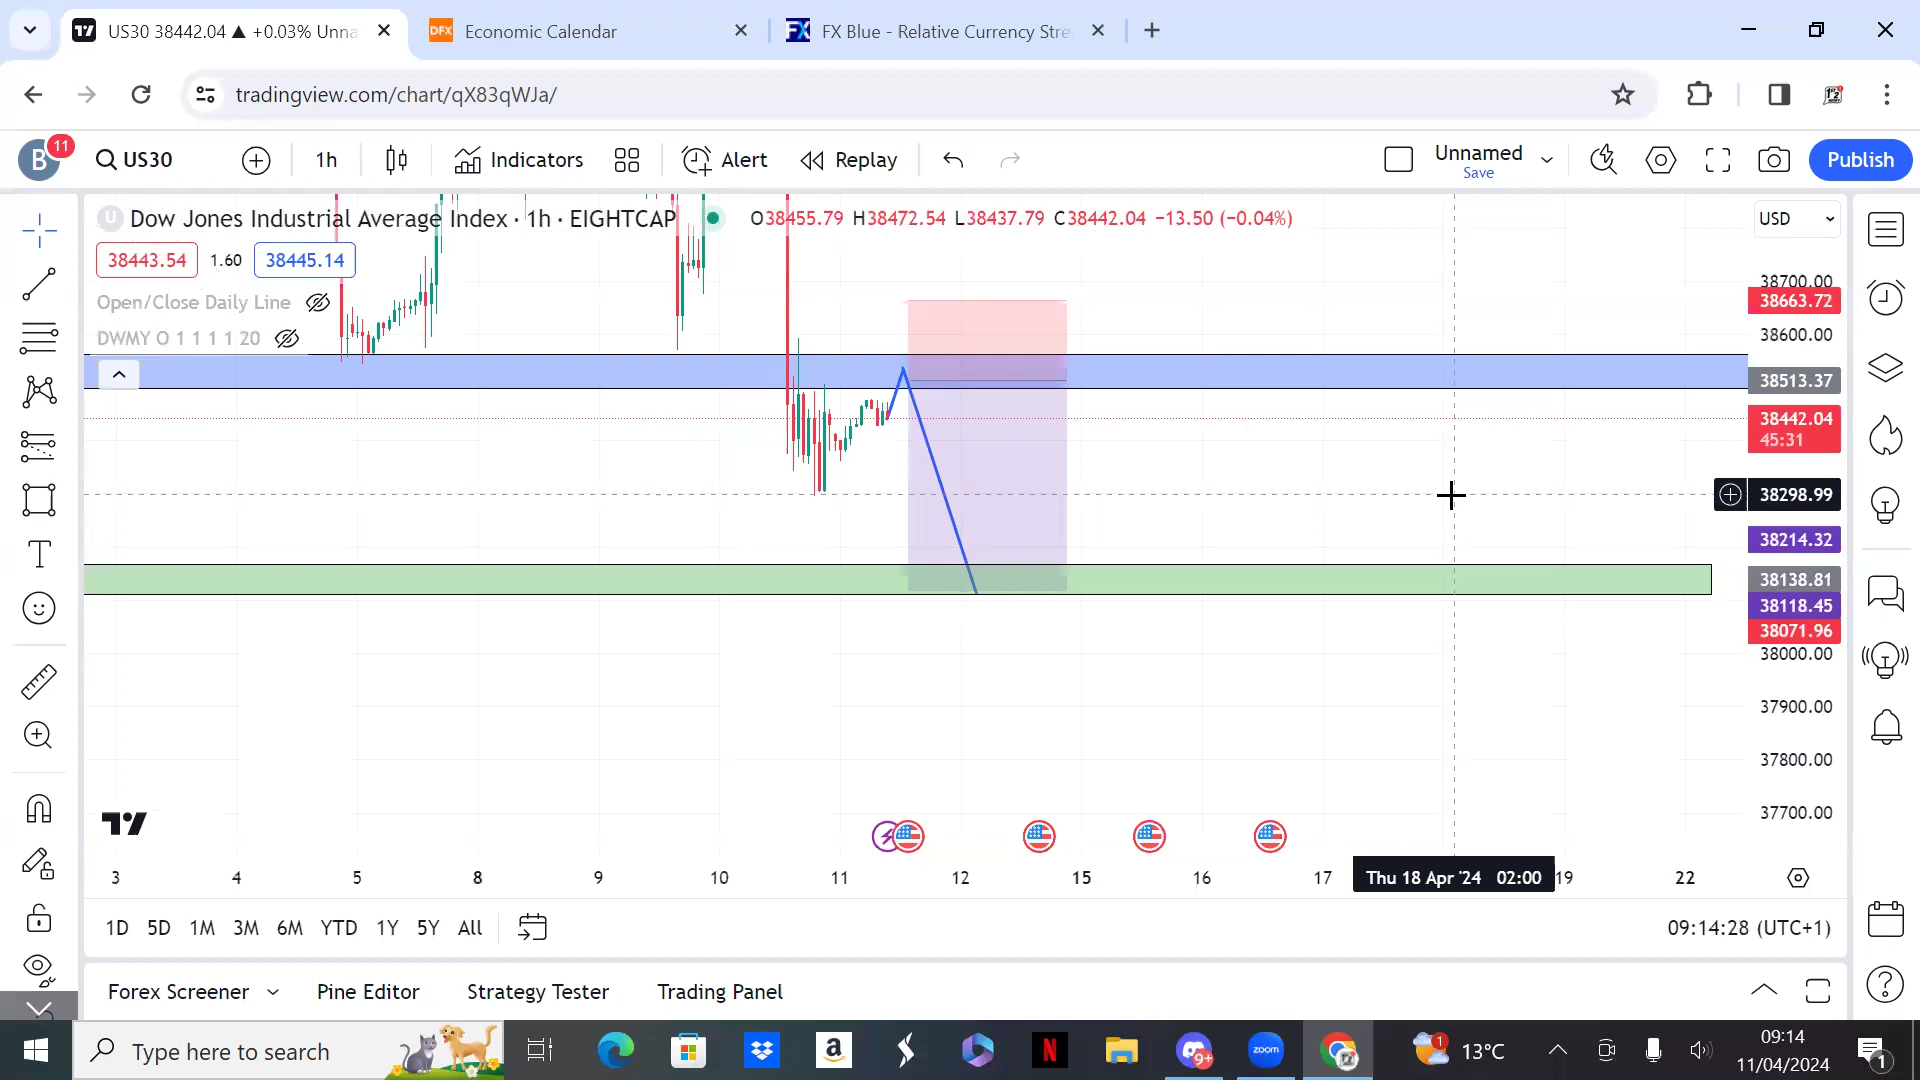 US30 38442.04 ▲ +0.03% Unna
DFX Economic Calendar
FX Blue - Relative Currency Stre
tradingview.com/chart/qX83qWJa/
B 11 US30 1h Indicators Alert Replay Unnamed Save Publish
U Dow Jones Industrial Average Index · 1h · EIGHTCAP O38455.79 H38472.54 L38437.79 C38442.04 −13.50 (−0.04%) USD
38443.54 1.60 38445.14
Open/Close Daily Line
DWMY O 1 1 1 1 20
38700.00
38663.72
38600.00
38513.37
38442.04
45:31
38298.99
38214.32
38138.81
38118.45
38071.96
38000.00
37900.00
37800.00
37700.00
3 4 5 8 9 10 11 12 15 16 17 Thu 18 Apr '24 02:00 19 22
1D 5D 1M 3M 6M YTD 1Y 5Y All 09:14:28 (UTC+1)
Forex Screener Pine Editor Strategy Tester Trading Panel
Type here to search a N 9+ zoom 1 13°C 09:14
11/04/2024 1